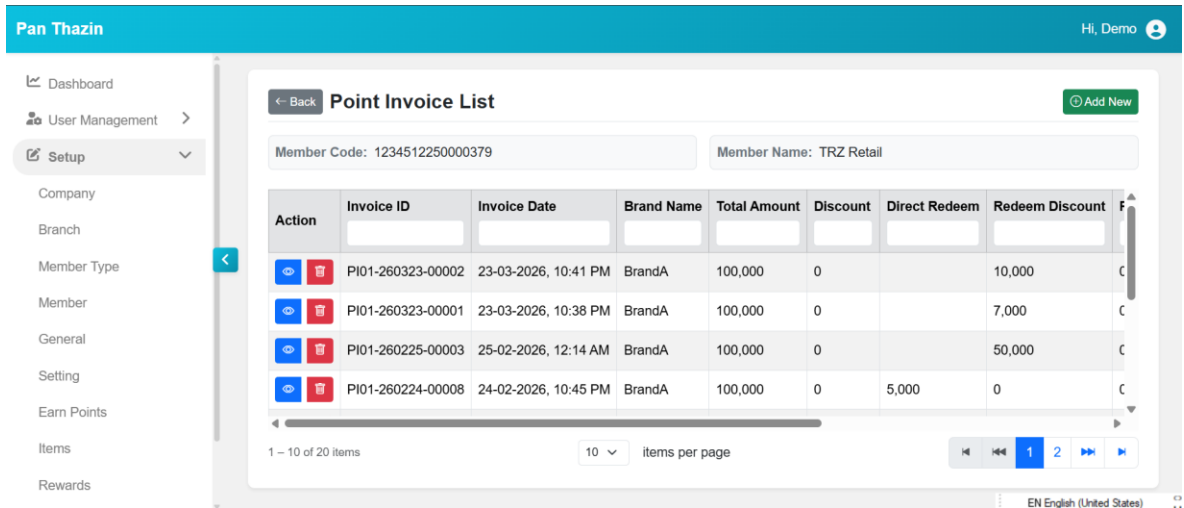 Pan Thazin
Hi, Demo
Dashboard
User Management
Setup
Company
Branch
Member Type
Member
General
Setting
Earn Points
Items
Rewards
Back Point Invoice List
Add New
Member Code: 1234512250000379 Member Name: TRZ Retail
Action Invoice ID Invoice Date Brand Name Total Amount Discount Direct Redeem Redeem Discount
PI01-260323-00002 23-03-2026, 10:41 PM BrandA 100,000 0 10,000
PI01-260323-00001 23-03-2026, 10:38 PM BrandA 100,000 0 7,000
PI01-260225-00003 25-02-2026, 12:14 AM BrandA 100,000 0 50,000
PI01-260224-00008 24-02-2026, 10:45 PM BrandA 100,000 0 5,000 0
1 – 10 of 20 items 10 items per page 1 2
EN English (United States)